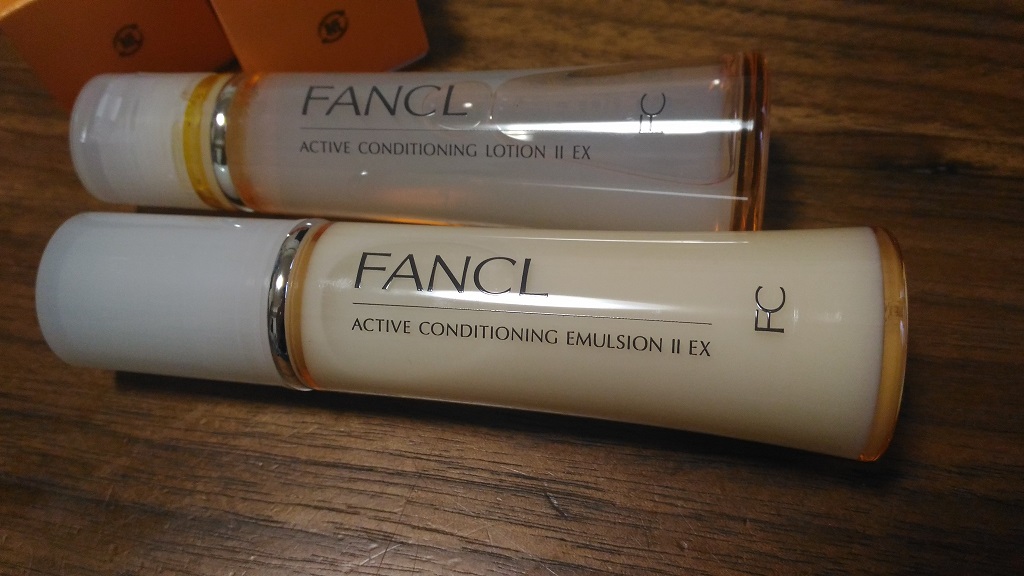 FANCL
ACTIVE CONDITIONING LOTION II EX
FC
FANCL
ACTIVE CONDITIONING EMULSION II EX
FC